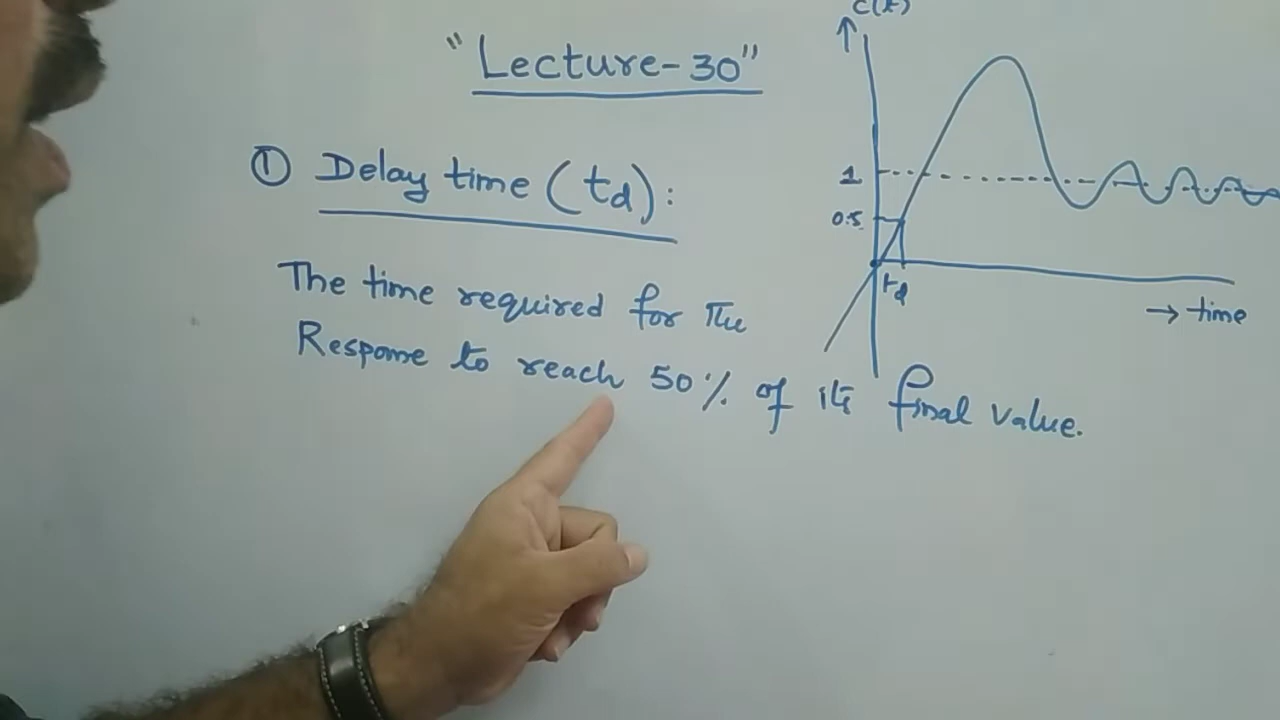 "Lecture-30"
① Delay time (td):
The time required for The
Response to reach 50% of its final value.
C(t)
1
0.5
td
→ time